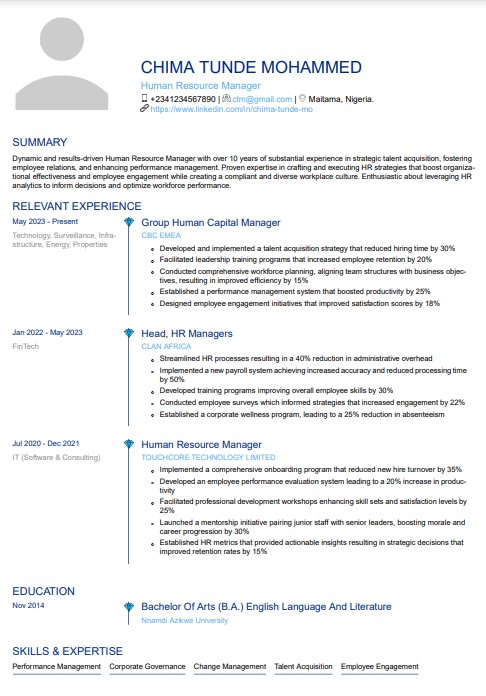 CHIMA TUNDE MOHAMMED
Human Resource Manager
+2341234567890 | ctm@gmail.com | Maitama, Nigeria.
https://www.linkedin.com/in/chima-tunde-mo
SUMMARY
Dynamic and results-driven Human Resource Manager with over 10 years of substantial experience in strategic talent acquisition, fostering
employee relations, and enhancing performance management. Proven expertise in crafting and executing HR strategies that boost organiza-
tional effectiveness and employee engagement while creating a compliant and diverse workplace culture. Enthusiastic about leveraging HR
analytics to inform decisions and optimize workforce performance.
RELEVANT EXPERIENCE
May 2023 - Present
Technology, Surveillance, Infra-
structure, Energy, Properties
Group Human Capital Manager
CBC EMEA
Developed and implemented a talent acquisition strategy that reduced hiring time by 30%
Facilitated leadership training programs that increased employee retention by 20%
Conducted comprehensive workforce planning, aligning team structures with business objec-
tives, resulting in improved efficiency by 15%
Established a performance management system that boosted productivity by 25%
Designed employee engagement initiatives that improved satisfaction scores by 18%
Jan 2022 - May 2023
FinTech
Head, HR Managers
CLAN AFRICA
Streamlined HR processes resulting in a 40% reduction in administrative overhead
Implemented a new payroll system achieving increased accuracy and reduced processing time
by 50%
Developed training programs improving overall employee skills by 30%
Conducted employee surveys which informed strategies that increased engagement by 22%
Established a corporate wellness program, leading to a 25% reduction in absenteeism
Jul 2020 - Dec 2021
IT (Software & Consulting)
Human Resource Manager
TOUCHCORE TECHNOLOGY LIMITED
Implemented a comprehensive onboarding program that reduced new hire turnover by 35%
Developed an employee performance evaluation system leading to a 20% increase in produc-
tivity
Facilitated professional development workshops enhancing skill sets and satisfaction levels by
25%
Launched a mentorship initiative pairing junior staff with senior leaders, boosting morale and
career progression by 30%
Established HR metrics that provided actionable insights resulting in strategic decisions that
improved retention rates by 15%
EDUCATION
Nov 2014
Bachelor Of Arts (B.A.) English Language And Literature
Nnamdi Azikwe University
SKILLS & EXPERTISE
Performance Management Corporate Governance Change Management Talent Acquisition Employee Engagement